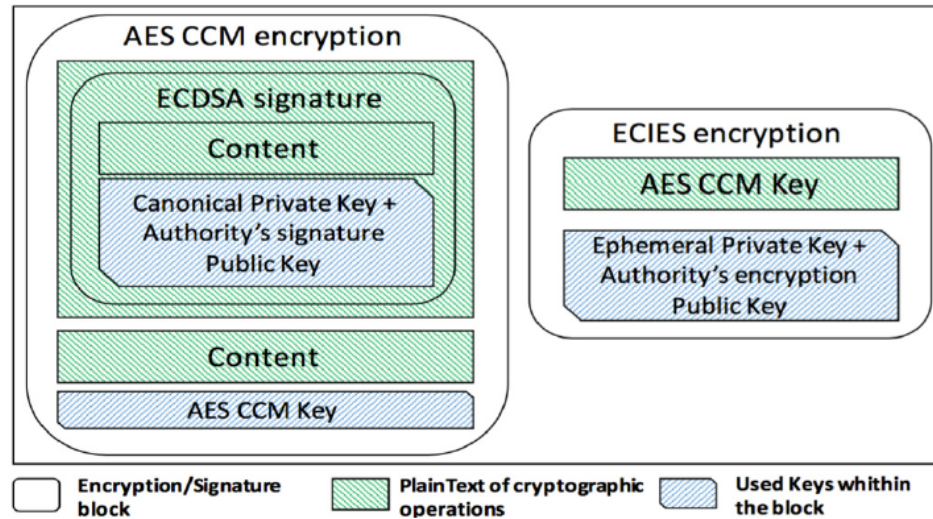 AES CCM encryption
ECDSA signature
Content
Canonical Private Key +
Authority's signature
Public Key
Content
AES CCM Key
ECIES encryption
AES CCM Key
Ephemeral Private Key +
Authority's encryption
Public Key
Encryption/Signature
block
PlainText of cryptographic
operations
Used Keys whithin
the block